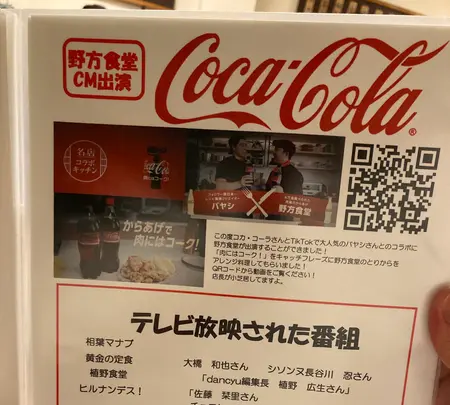 野方食堂
CM出演
Coca-Cola
名店
コラボ
キッチン
肉はコーク!
バヤシ
野方食堂
からあげで
肉にはコーク!
この度コカ・コーラさんとTikTokで大人気のバヤシさんとのコラボに
野方食堂が出演することができました!
「肉にはコーク!」をキャッチフレーズに野方食堂のとりからを
アレンジ料理してもらいました!
QRコードから動画をご覧ください!
店長が小芝居してますよ。
テレビ放映された番組
相葉マナブ
黄金の定食
植野食堂
ヒルナンデス!
大橋 和也さん シソンヌ長谷川 忍さん
「dancyu編集長 植野 広生さん」
「佐藤 栞里さん